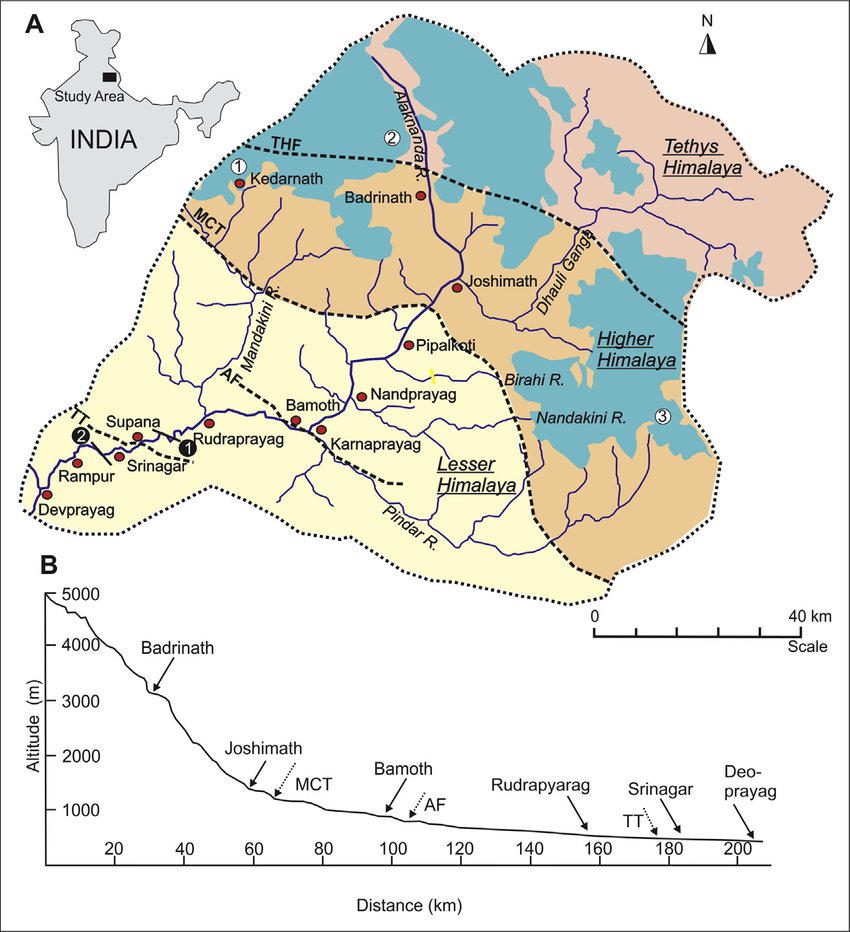 A
N
Study Area
INDIA
THF
2
Alaknanda R.
Tethys
Himalaya
1
Kedarnath
Badrinath
MCT
Dhauli Ganga
Joshimath
Mandakini R.
Higher
Himalaya
Pipalkoti
AF
Birahi R.
Nandprayag
Nandakini R.
3
TT
Supana
Bamoth
2
Rudraprayag
Karnaprayag
1
Srinagar
Rampur
Lesser
Himalaya
Devprayag
Pindar R.
B
0 40 km
Scale
Altitude (m)
5000
4000
3000
2000
1000
Badrinath
Joshimath
MCT
Bamoth
AF
Rudrapyarag
TT
Srinagar
Deo-
prayag
20 40 60 80 100 120 140 160 180 200
Distance (km)